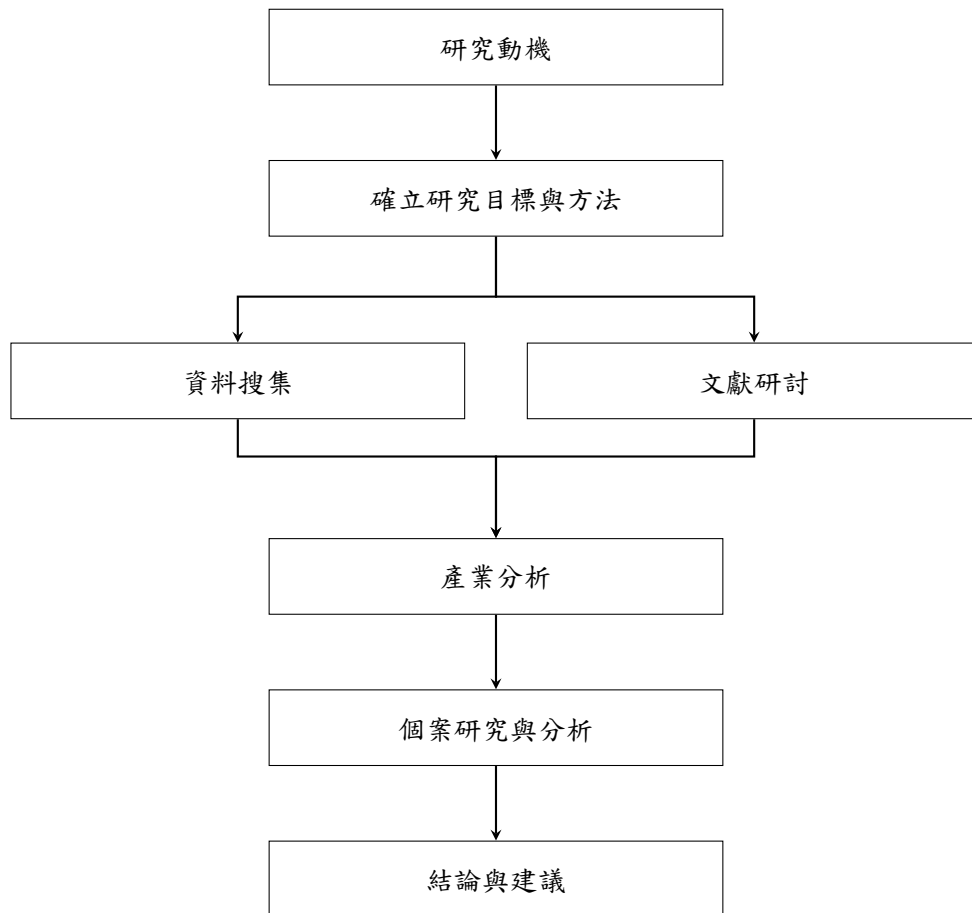 研究動機
確立研究目標與方法
資料搜集
文獻研討
產業分析
個案研究與分析
結論與建議